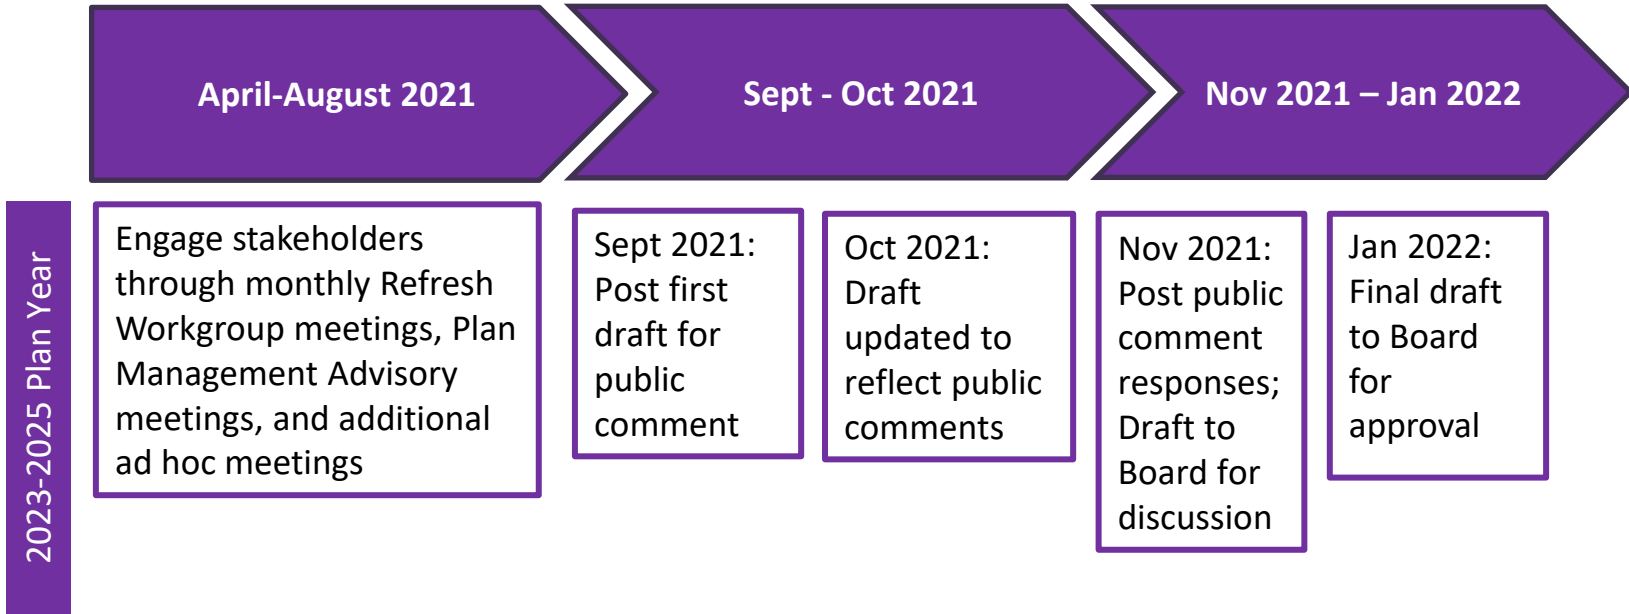 April-August 2021
Sept - Oct 2021
Nov 2021 – Jan 2022
2023-2025 Plan Year
Engage stakeholders
through monthly Refresh
Workgroup meetings, Plan
Management Advisory
meetings, and additional
ad hoc meetings
Sept 2021:
Post first
draft for
public
comment
Oct 2021:
Draft
updated to
reflect public
comments
Nov 2021:
Post public
comment
responses;
Draft to
Board for
discussion
Jan 2022:
Final draft
to Board
for
approval